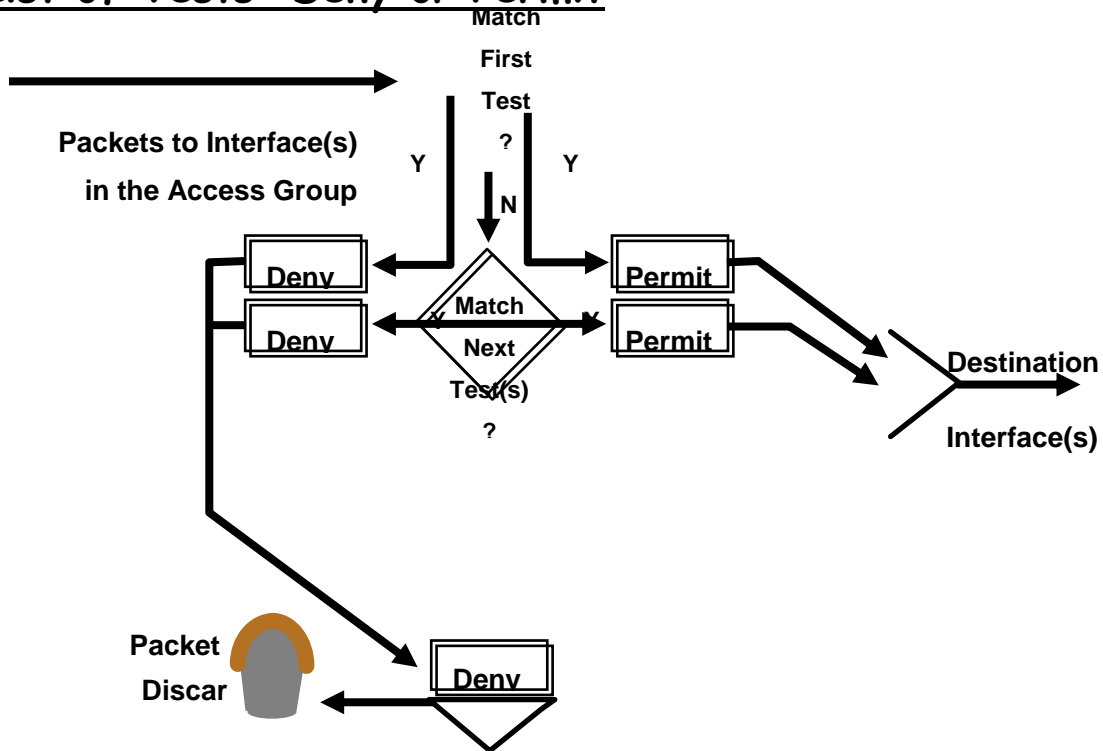 Match
First
Test
?
Packets to Interface(s)
in the Access Group
Y
Y
N
Deny
Permit
Match
Y
Y
Deny
Next
Permit
Test(s)
?
Destination
Interface(s)
Packet
Discar
Deny